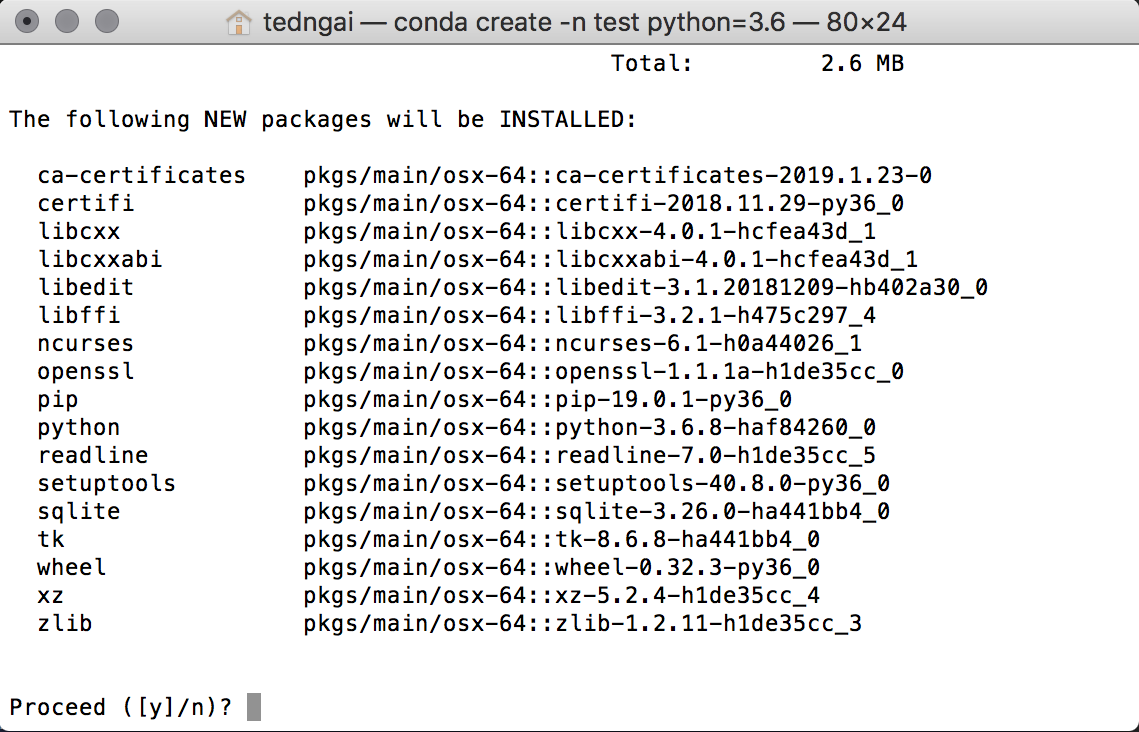 tedngai — conda create -n test python=3.6 — 80×24
Total: 2.6 MB
The following NEW packages will be INSTALLED:
ca-certificates pkgs/main/osx-64::ca-certificates-2019.1.23-0
certifi pkgs/main/osx-64::certifi-2018.11.29-py36_0
libcxx pkgs/main/osx-64::libcxx-4.0.1-hcfea43d_1
libcxxabi pkgs/main/osx-64::libcxxabi-4.0.1-hcfea43d_1
libedit pkgs/main/osx-64::libedit-3.1.20181209-hb402a30_0
libffi pkgs/main/osx-64::libffi-3.2.1-h475c297_4
ncurses pkgs/main/osx-64::ncurses-6.1-h0a44026_1
openssl pkgs/main/osx-64::openssl-1.1.1a-h1de35cc_0
pip pkgs/main/osx-64::pip-19.0.1-py36_0
python pkgs/main/osx-64::python-3.6.8-haf84260_0
readline pkgs/main/osx-64::readline-7.0-h1de35cc_5
setuptools pkgs/main/osx-64::setuptools-40.8.0-py36_0
sqlite pkgs/main/osx-64::sqlite-3.26.0-ha441bb4_0
tk pkgs/main/osx-64::tk-8.6.8-ha441bb4_0
wheel pkgs/main/osx-64::wheel-0.32.3-py36_0
xz pkgs/main/osx-64::xz-5.2.4-h1de35cc_4
zlib pkgs/main/osx-64::zlib-1.2.11-h1de35cc_3
Proceed ([y]/n)?